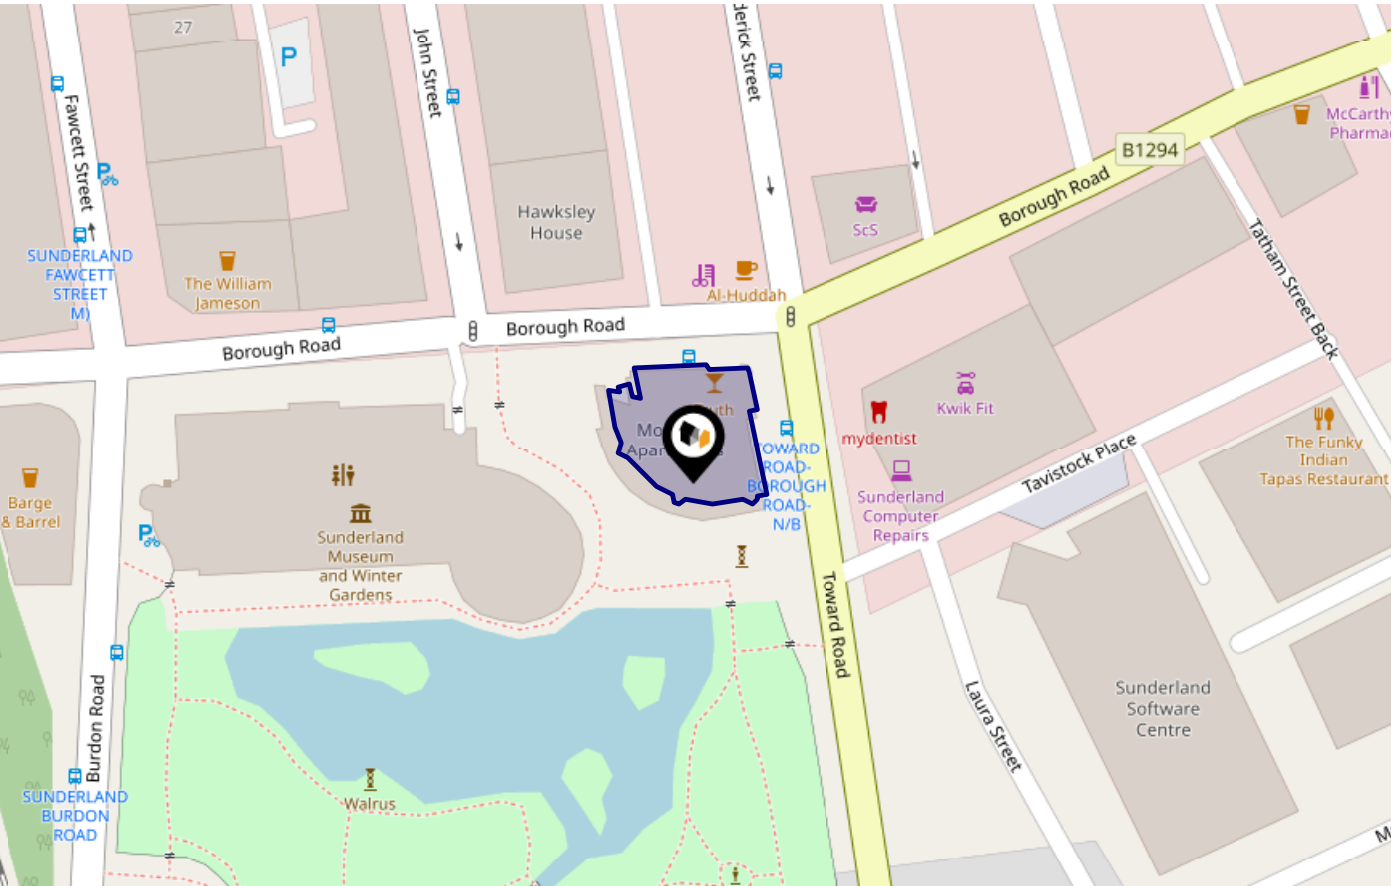 27
P
John Street
derick Street
Fawcett Street
P
B1294
McCarthy
Pharmac
Borough Road
Hawksley
House
ScS
SUNDERLAND
FAWCETT
STREET
M)
The William
Jameson
Al-Huddah
Borough Road
Borough Road
Tatham Street Back
Kwik Fit
mydentist
TOWARD
ROAD-
BOROUGH
ROAD-
N/B
Tavistock Place
The Funky
Indian
Tapas Restaurant
Barge
& Barrel
P
Sunderland
Museum
and Winter
Gardens
Sunderland
Computer
Repairs
Toward Road
Laura Street
Sunderland
Software
Centre
Burdon Road
Walrus
SUNDERLAND
BURDON
ROAD
M